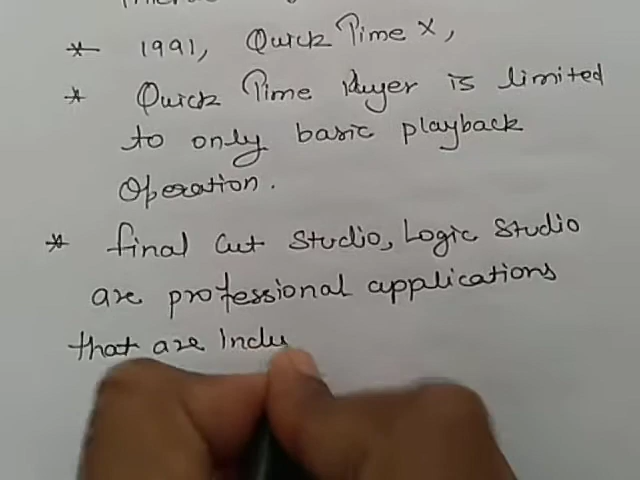 * 1991, Quick Time X,
* Quick Time Player is limited
to only basic playback
Operation.
* final cut studio, Logic studio
are professional applications
that are Inclu